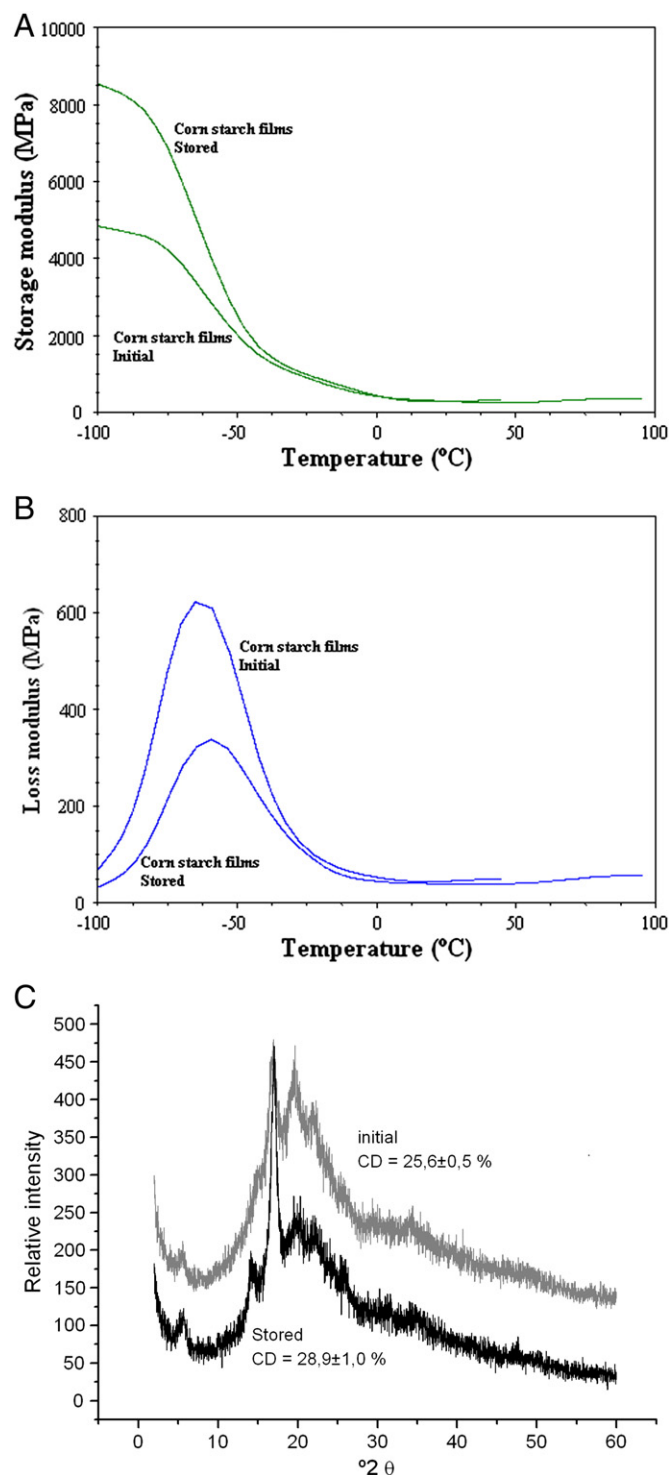 A
10000
8000
6000
4000
2000
0
Storage modulus (MPa)
Corn starch films
Stored
Corn starch films
Initial
-100
-50
0
50
100
Temperature (ºC)
B
800
600
400
200
0
Loss modulus (MPa)
Corn starch films
Initial
Corn starch films
Stored
-100
-50
0
50
100
Temperature (ºC)
C
500
450
400
350
300
250
200
150
100
50
0
Relative intensity
initial
CD = 25,6±0,5 %
Stored
CD = 28,9±1,0 %
0
10
20
30
40
50
60
º2 θ